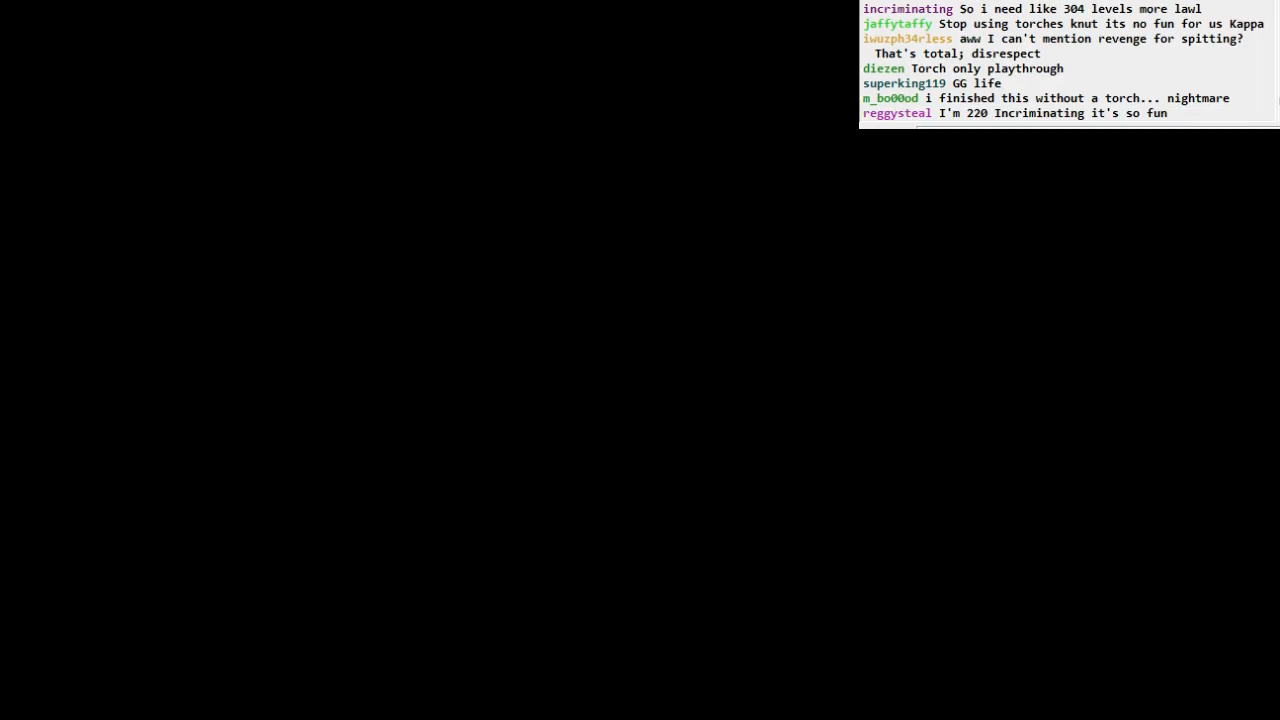 incriminating So i need like 304 levels more lawl
jaffytaffy Stop using torches knut its no fun for us Kappa
iwuzph34rless aww I can't mention revenge for spitting?
That's total; disrespect
diezen Torch only playthrough
superking119 GG life
m_bo00od i finished this without a torch... nightmare
reggysteal I'm 220 Incriminating it's so fun